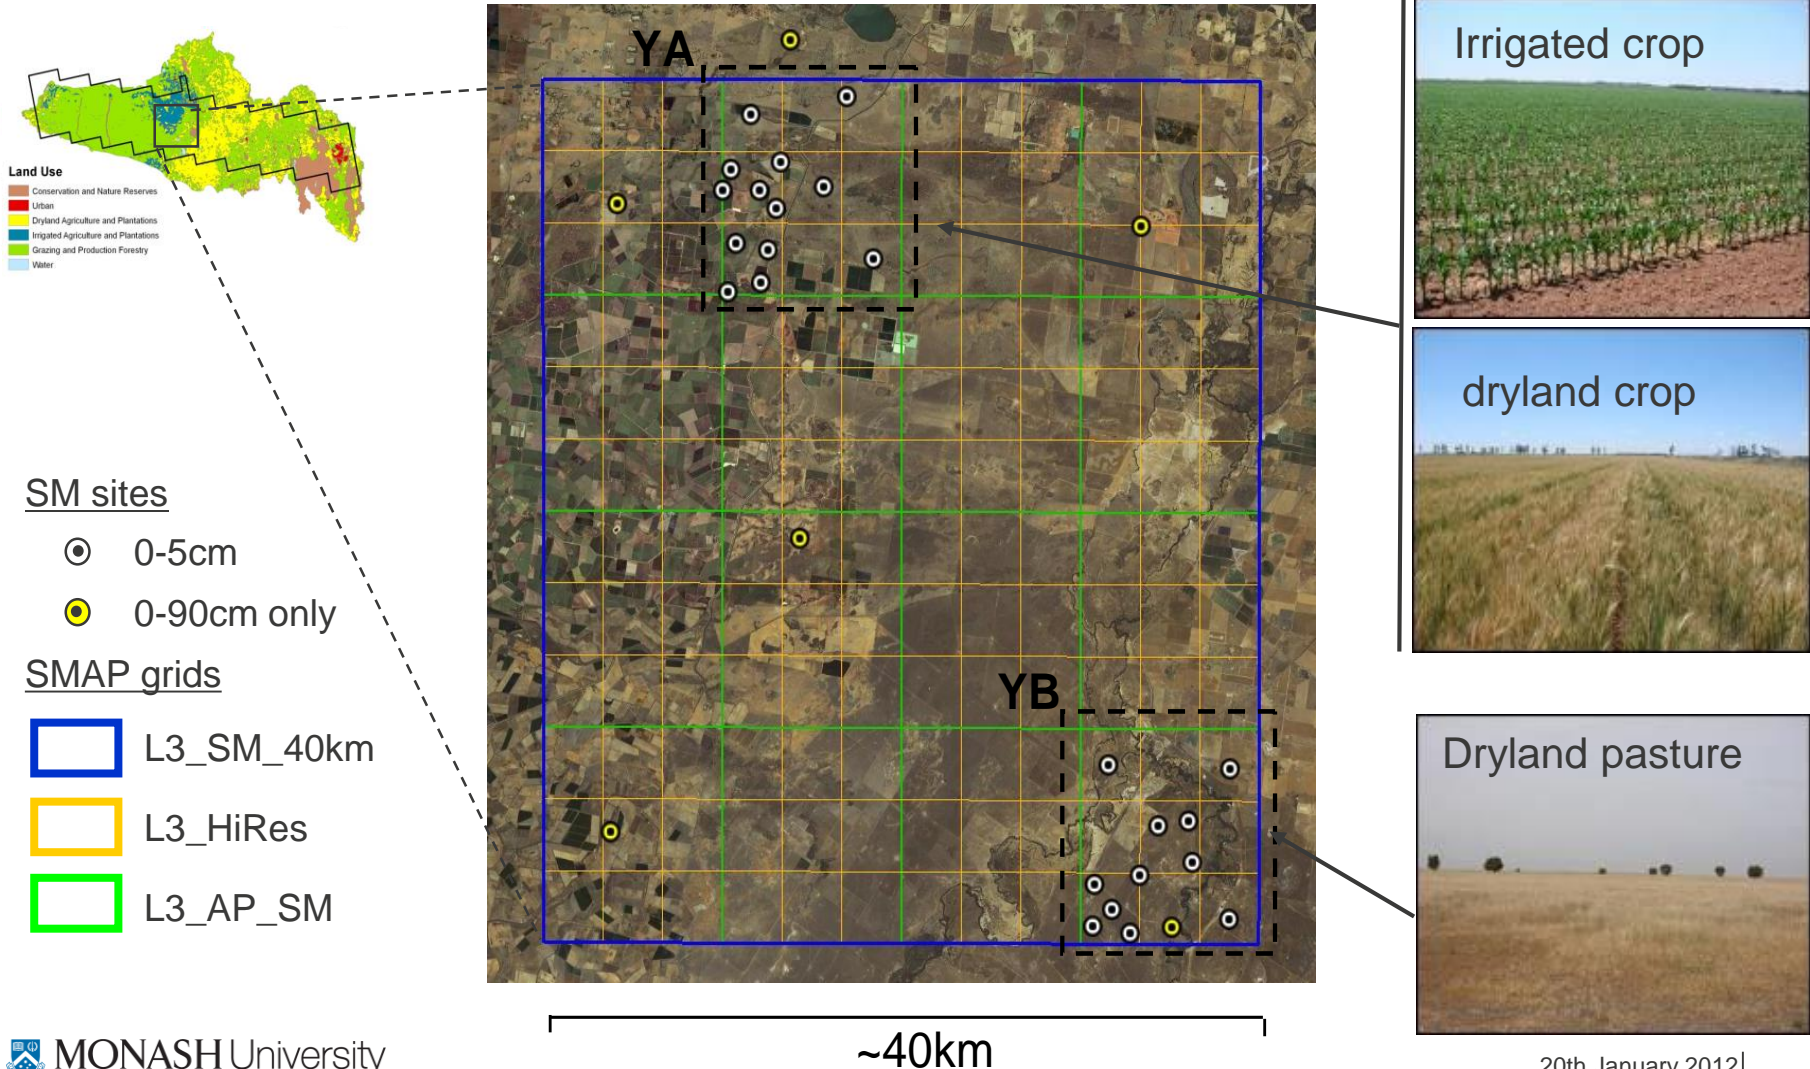 Land Use
Conservation and Nature Reserves
Urban
Dryland Agriculture and Plantations
Irrigated Agriculture and Plantations
Grazing and Production Forestry
Water
SM sites
0-5cm
0-90cm only
SMAP grids
L3_SM_40km
L3_HiRes
L3_AP_SM
MONASH University
YA
YB
~40km
Irrigated crop
dryland crop
Dryland pasture
20th January 2012|